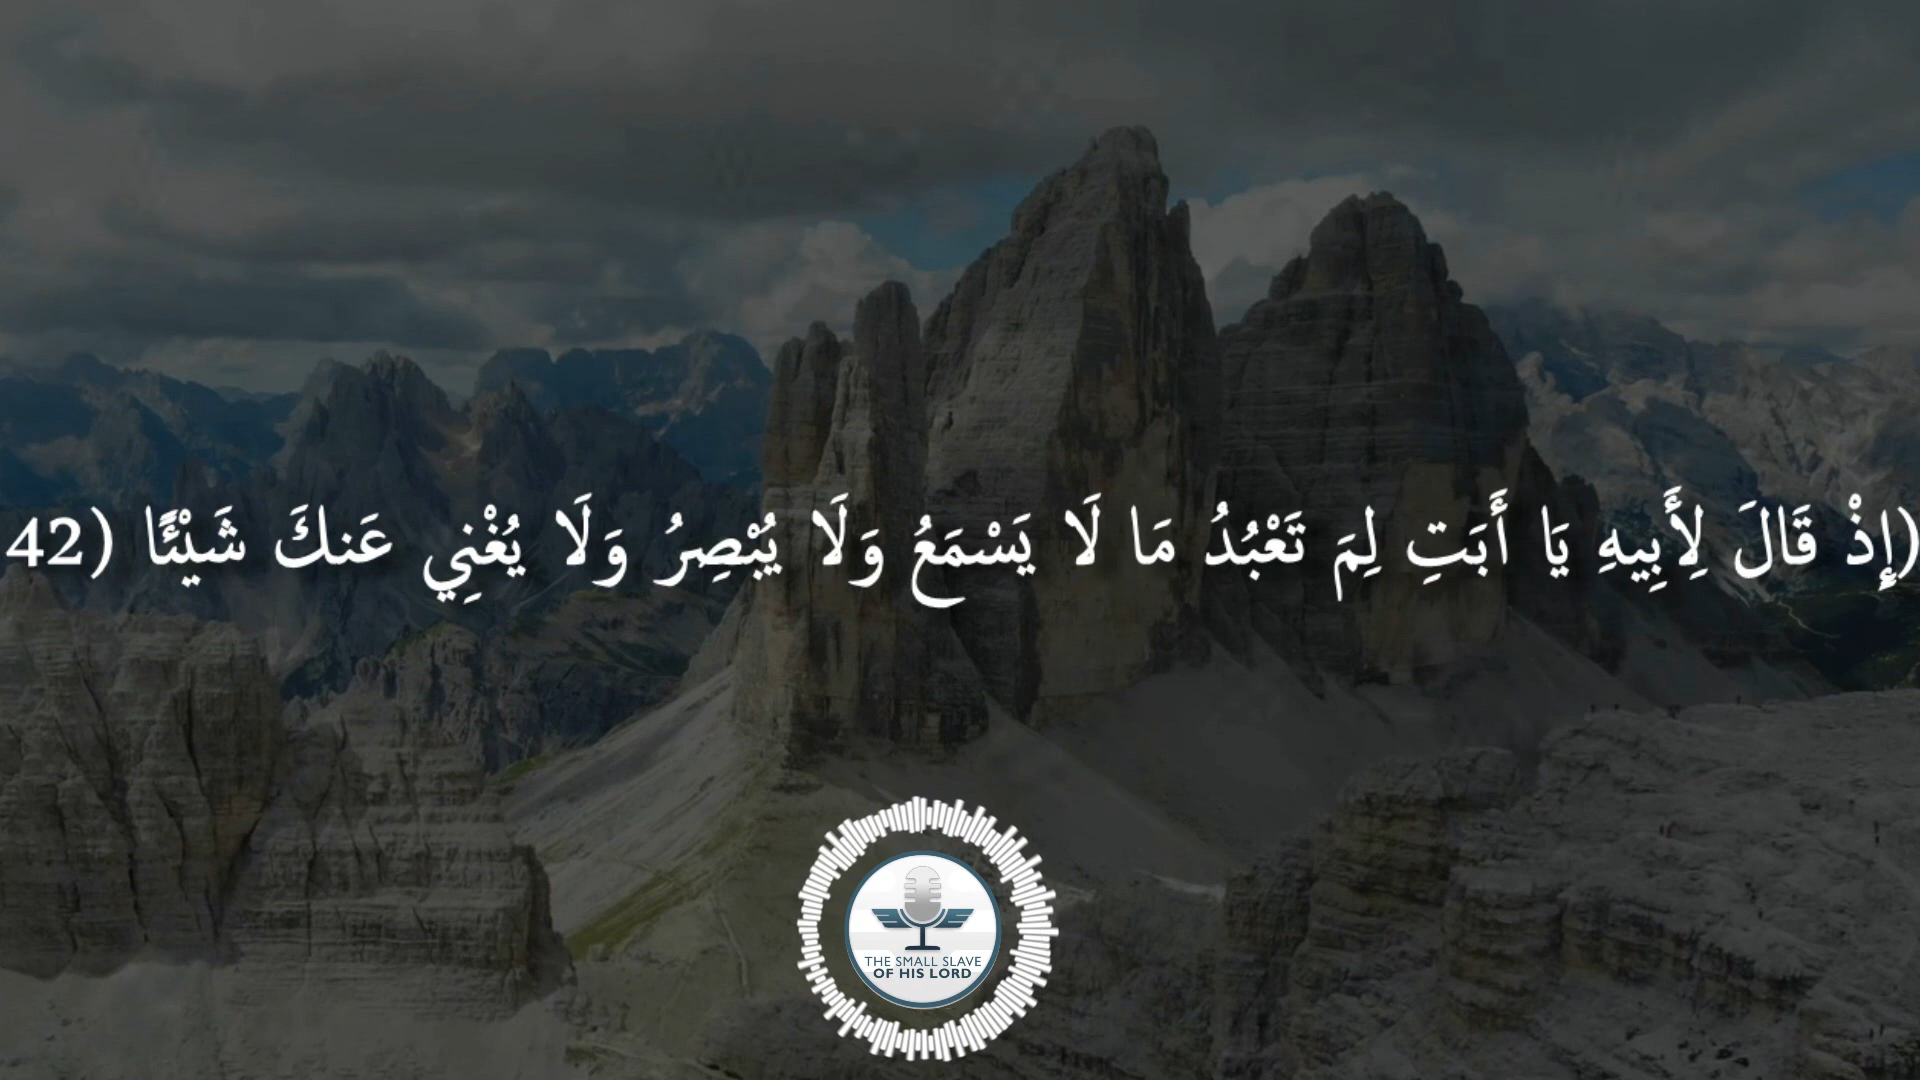 (إِذْ قَالَ لِأَبِيهِ يَا أَبَتِ لِمَ تَعْبُدُ مَا لَا يَسْمَعُ وَلَا يُبْصِرُ وَلَا يُغْنِي عَنكَ شَيْئًا (42
THE SMALL SLAVE
OF HIS LORD